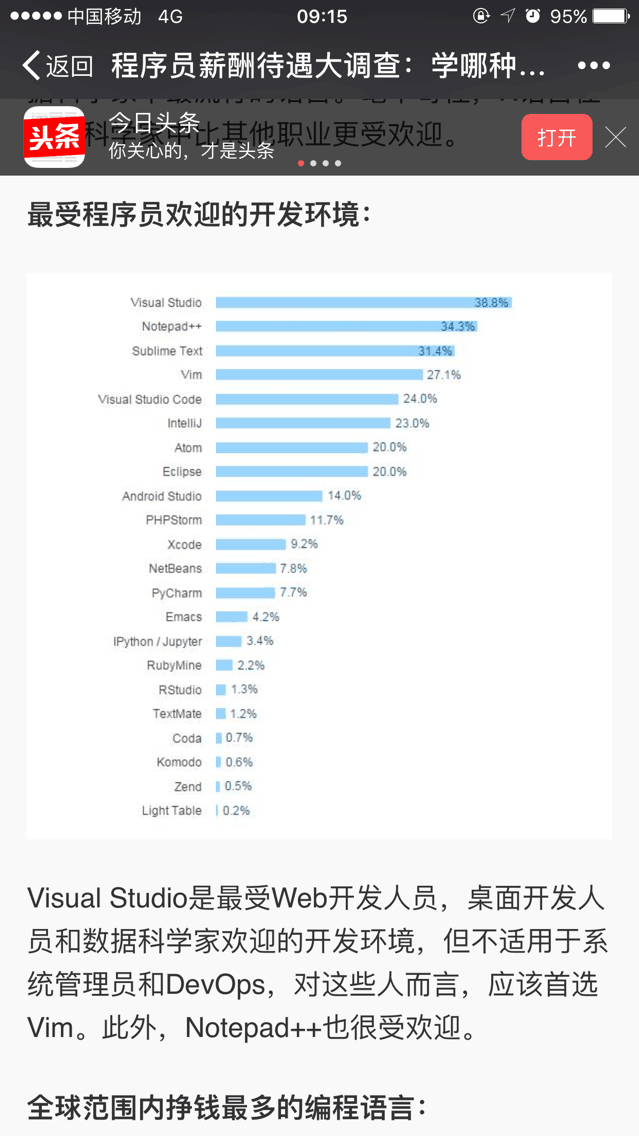 中国移动 4G 09:15 95%
返回 程序员薪酬待遇大调查：学哪种... •••
今日头条
头条 科学家中比其他职业更受欢迎。 打开
你关心的，才是头条
最受程序员欢迎的开发环境：
Visual Studio 38.8%
Notepad++ 34.3%
Sublime Text 31.4%
Vim 27.1%
Visual Studio Code 24.0%
IntelliJ 23.0%
Atom 20.0%
Eclipse 20.0%
Android Studio 14.0%
PHPStorm 11.7%
Xcode 9.2%
NetBeans 7.8%
PyCharm 7.7%
Emacs 4.2%
IPython / Jupyter 3.4%
RubyMine 2.2%
RStudio 1.3%
TextMate 1.2%
Coda 0.7%
Komodo 0.6%
Zend 0.5%
Light Table 0.2%
Visual Studio是最受Web开发人员，桌面开发人
员和数据科学家欢迎的开发环境，但不适用于系
统管理员和DevOps，对这些人而言，应该首选
Vim。此外，Notepad++也很受欢迎。
全球范围内挣钱最多的编程语言：